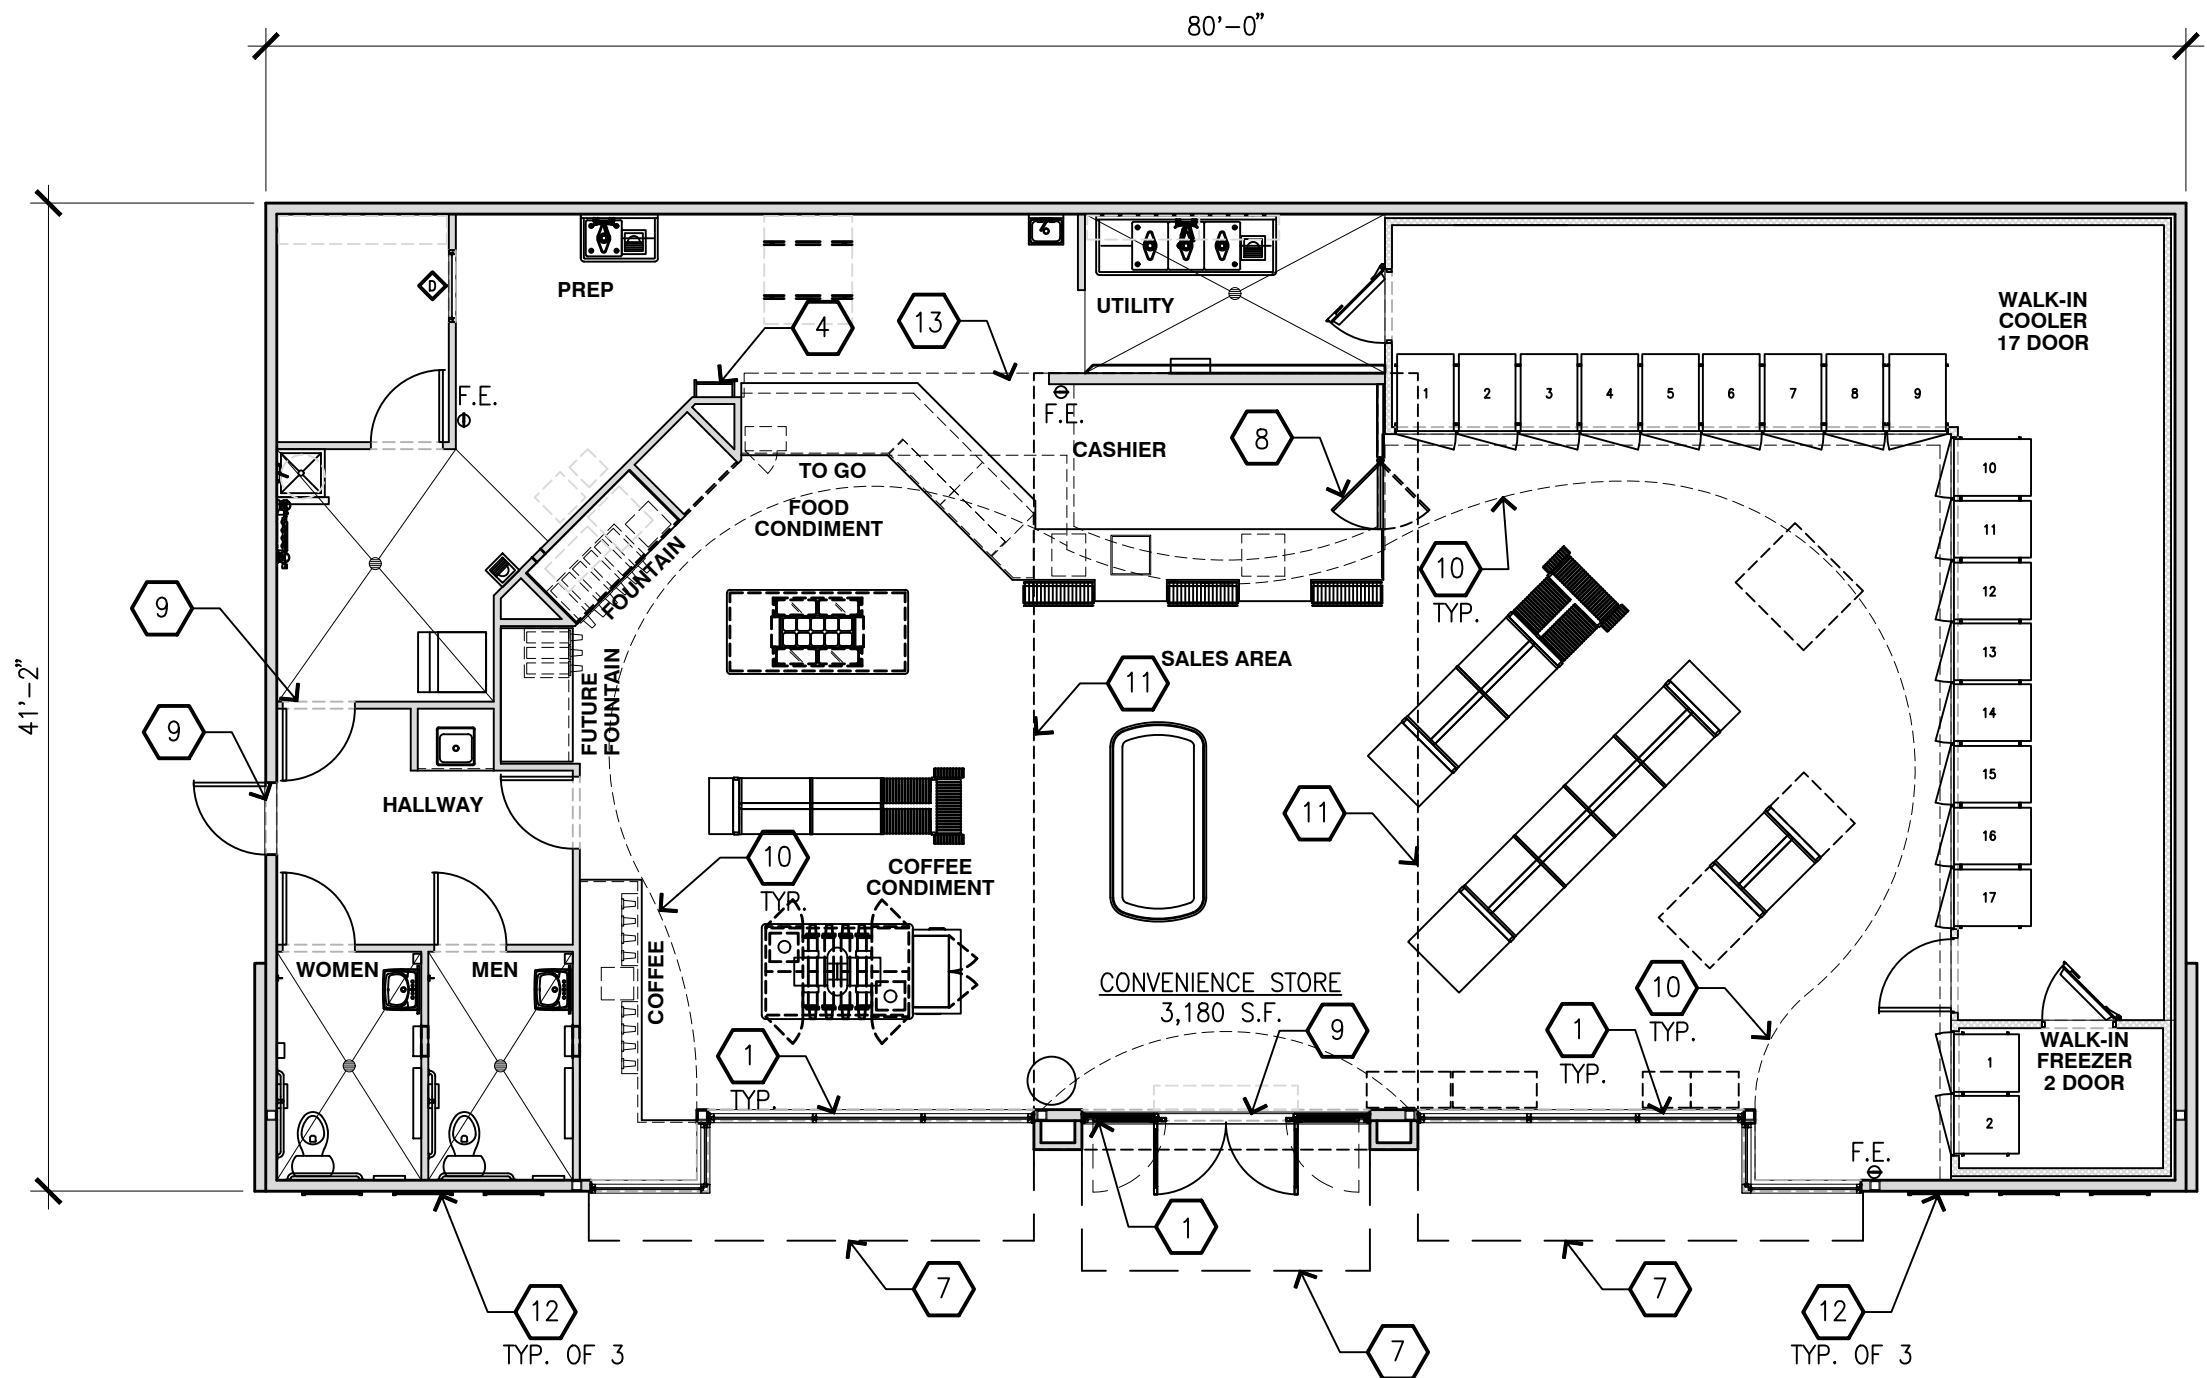 80'-0"
41'-2"
D
PREP
UTILITY
WALK-IN
COOLER
17 DOOR
4
13
F.E.
F.E.
CASHIER
8
1
2
3
4
5
6
7
8
9
10
11
12
13
14
15
16
17
TO GO
FOOD
CONDIMENT
FOUNTAIN
FUTURE
FOUNTAIN
10
TYP.
9
9
SALES AREA
11
11
HALLWAY
10
TYP.
COFFEE
CONDIMENT
COFFEE
WOMEN
MEN
CONVENIENCE STORE
3,180 S.F.
9
1
TYP.
1
TYP.
10
TYP.
WALK-IN
FREEZER
2 DOOR
1
2
F.E.
1
7
7
7
12
TYP. OF 3
12
TYP. OF 3